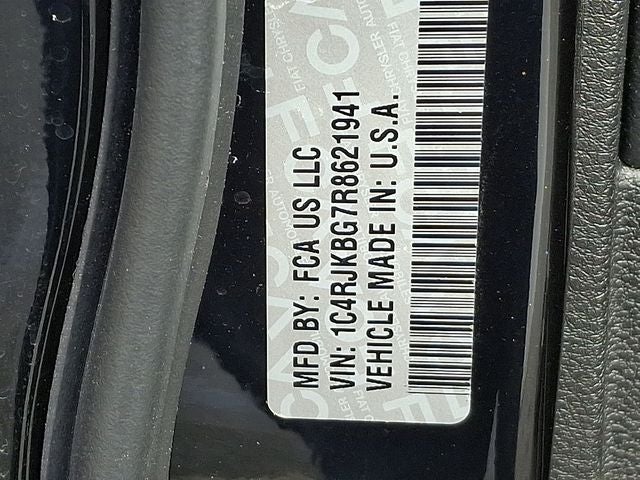 MFD BY: FCA US LLC
VIN: 1C4RJKBG7R8621941
VEHICLE MADE IN: U.S.A.